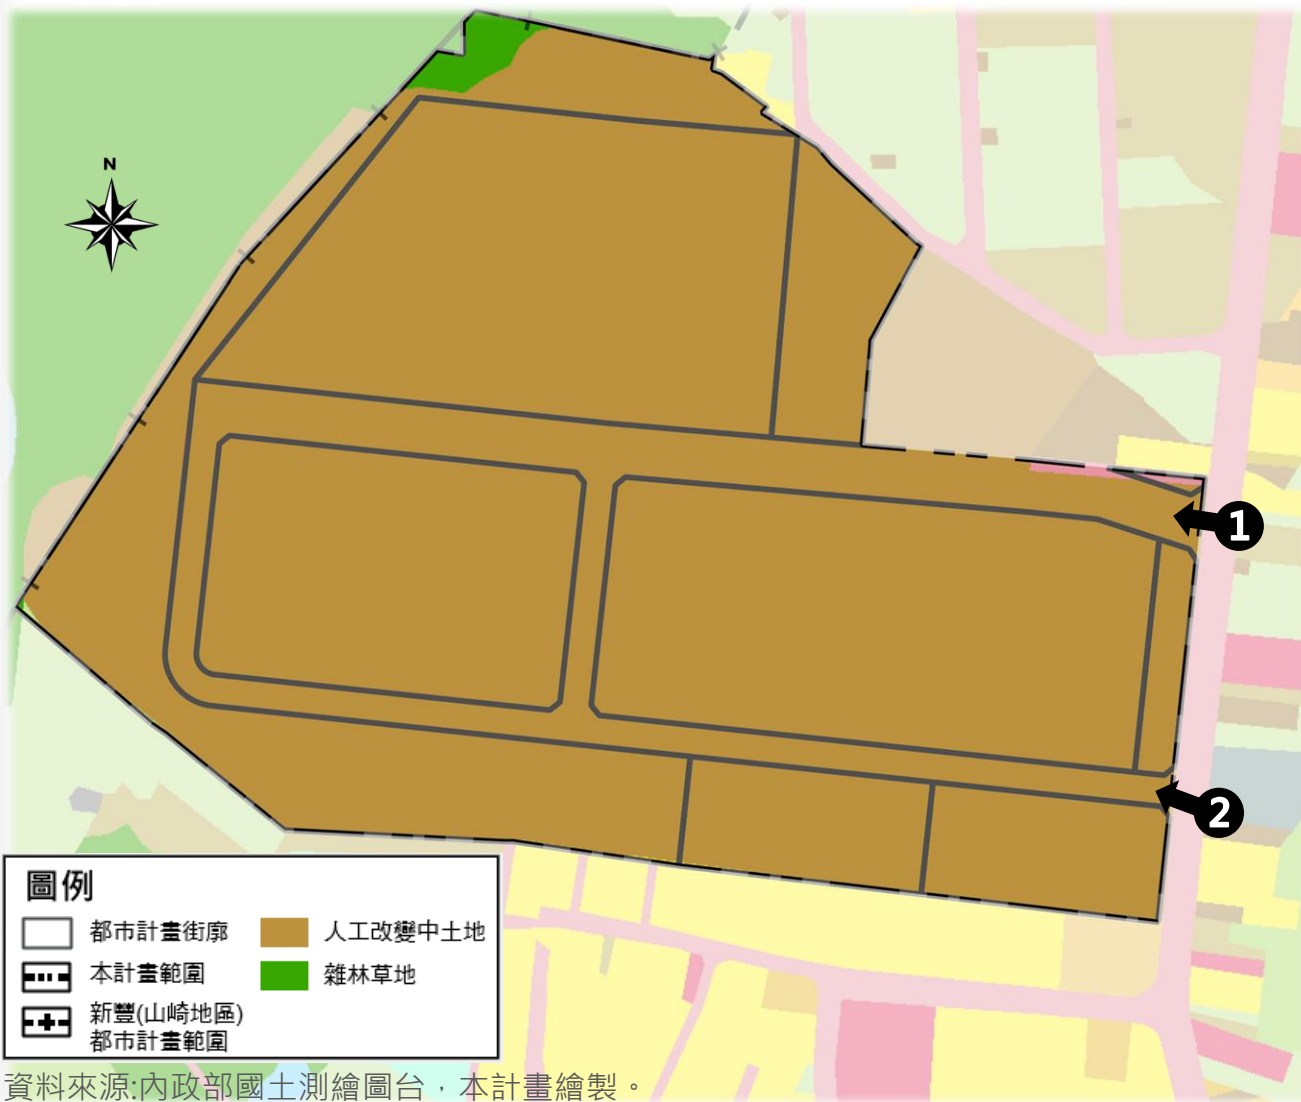 N
1
2
圖例
都市計畫街廓
人工改變中土地
本計畫範圍
雜林草地
新豐(山崎地區)
都市計畫範圍
資料來源:內政部國土測繪圖台，本計畫繪製。